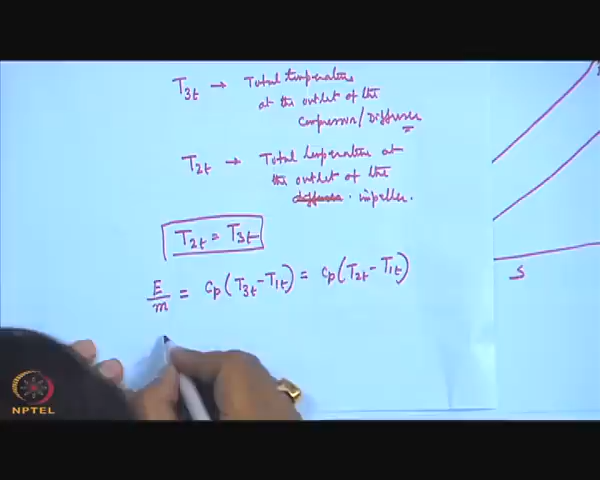 T3t → Total temperature
at the outlet of the
Compressor/Diffuser
T2t → Total temperature at
the outlet of the
diffuser impeller.
T2t = T3t
E/m = cp(T3t - T1t) = cp(T2t - T1t)
S
NPTEL